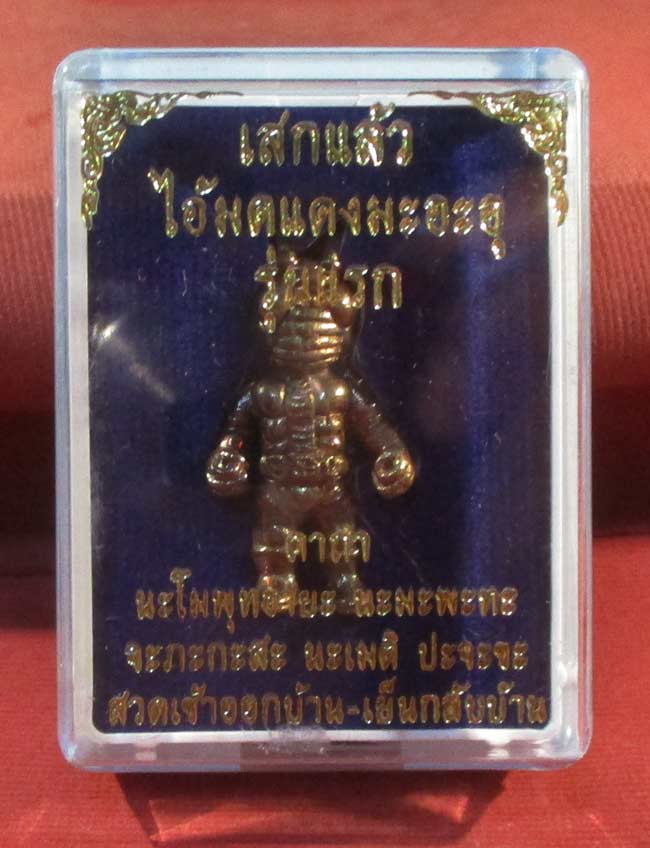 เสกแล้ว
ไอ้มดแดงมะอะอุ
รุ่นแรก
คาถา
นะโมพุทธายะ นะมะพะทะ
จะภะกะสะ นะเมติ ปะจะจะ
สวดเช้าออกบ้าน-เย็นกลับบ้าน